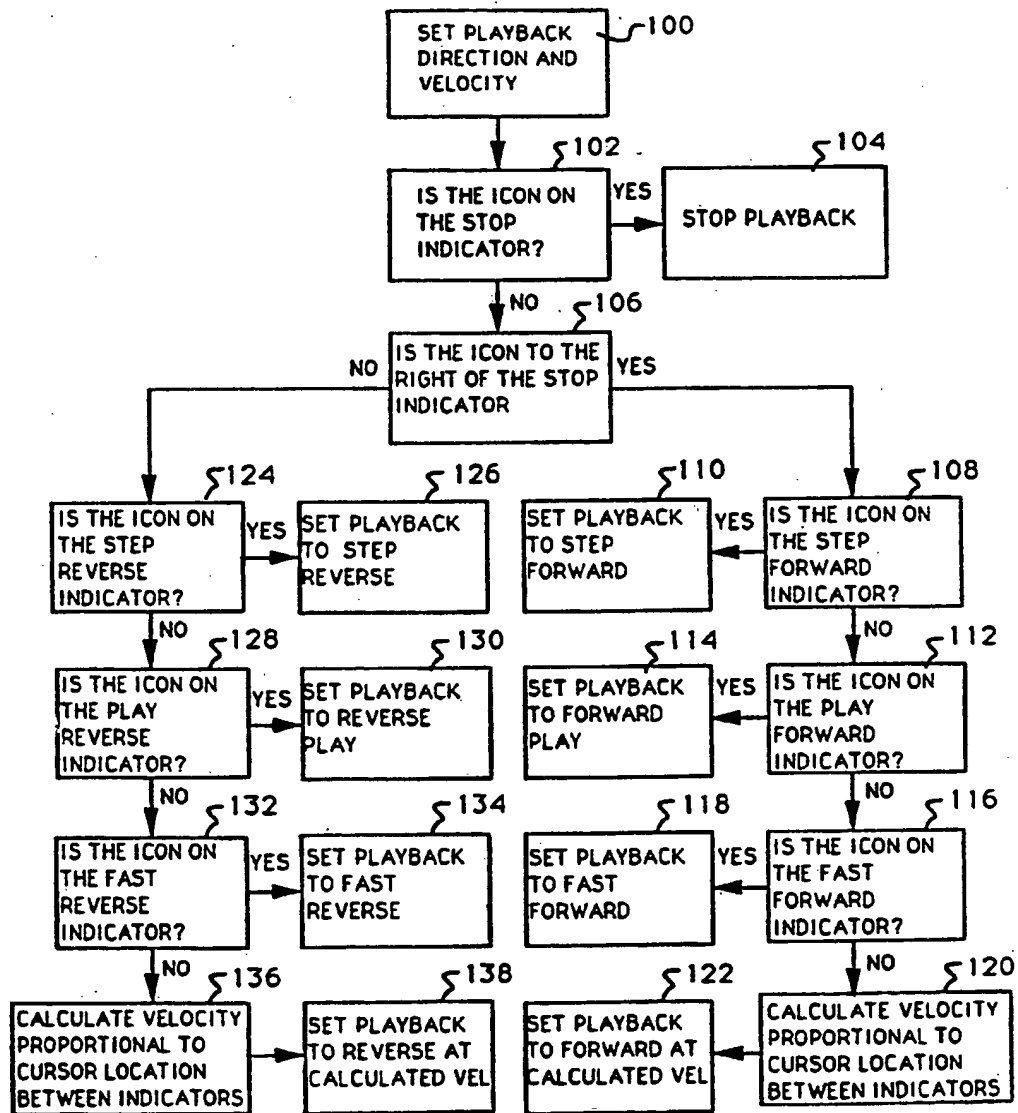 100
SET PLAYBACK
DIRECTION AND
VELOCITY
102
IS THE ICON ON
THE STOP
INDICATOR?
YES
104
STOP PLAYBACK
NO
106
IS THE ICON TO THE
RIGHT OF THE STOP
INDICATOR
NO
YES
124
IS THE ICON ON
THE STEP
REVERSE
INDICATOR?
YES
126
SET PLAYBACK
TO STEP
REVERSE
110
SET PLAYBACK
TO STEP
FORWARD
YES
108
IS THE ICON ON
THE STEP
FORWARD
INDICATOR?
NO
NO
128
IS THE ICON ON
THE PLAY
REVERSE
INDICATOR?
YES
130
SET PLAYBACK
TO REVERSE
PLAY
114
SET PLAYBACK
TO FORWARD
PLAY
YES
112
IS THE ICON ON
THE PLAY
FORWARD
INDICATOR?
NO
NO
132
IS THE ICON ON
THE FAST
REVERSE
INDICATOR?
YES
134
SET PLAYBACK
TO FAST
REVERSE
118
SET PLAYBACK
TO FAST
FORWARD
YES
116
IS THE ICON ON
THE FAST
FORWARD
INDICATOR?
NO
NO
136
CALCULATE VELOCITY
PROPORTIONAL TO
CURSOR LOCATION
BETWEEN INDICATORS
138
SET PLAYBACK
TO REVERSE AT
CALCULATED VEL
122
SET PLAYBACK
TO FORWARD AT
CALCULATED VEL
120
CALCULATE VELOCITY
PROPORTIONAL TO
CURSOR LOCATION
BETWEEN INDICATORS